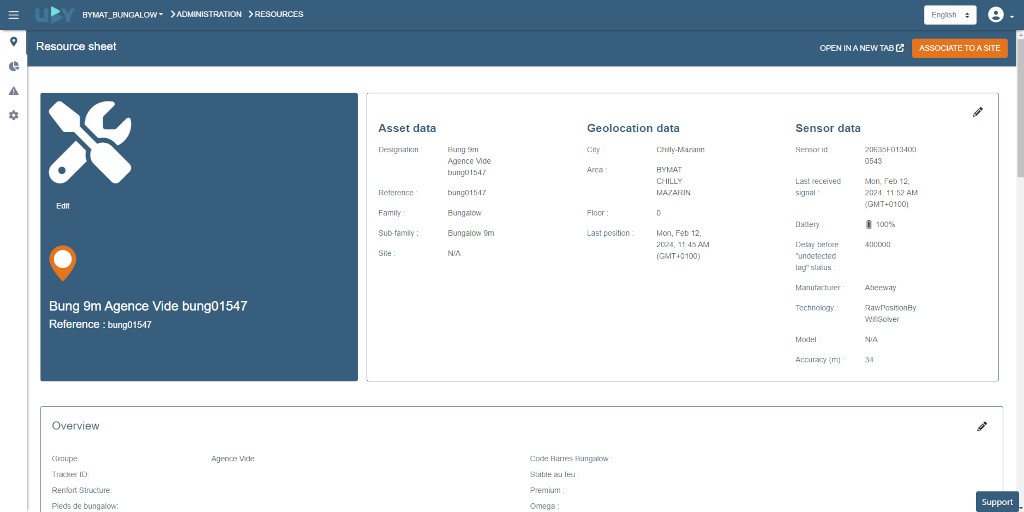 UBY BYMAT_BUNGALOW ADMINISTRATION RESOURCES English
Resource sheet OPEN IN A NEW TAB ASSOCIATE TO A SITE
Edit
Bung 9m Agence Vide bung01547
Reference : bung01547
Asset data
Designation Bung 9m
Agence Vide
bung01547
Reference : bung01547
Family : Bungalow
Sub-family : Bungalow 9m
Site : N/A
Geolocation data
City : Chilly-Mazarin
Area : BYMAT
CHILLY
MAZARIN
Floor : 0
Last position : Mon, Feb 12,
2024, 11:45 AM
(GMT+0100)
Sensor data
Sensor id 20635F013400
0543
Last received Mon, Feb 12,
signal : 2024, 11:52 AM
(GMT+0100)
Battery 100%
Delay before 400000
"undetected
tag" status :
Manufacturer : Abeeway
Technology : RawPositionBy
WifiSolver
Model N/A
Accuracy (m) : 34
Overview
Groupe: Agence Vide Code Barres Bungalow :
Tracker ID: Stable au feu :
Renfort Structure: Premium :
Pieds de bungalow: Omega :
Support